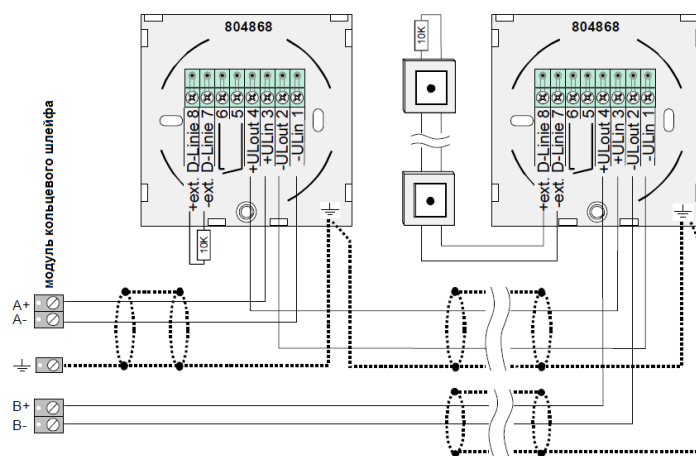 804868
+ext. D-Linie 8
-ext. D-Linie 7
6
5
+ULout 4
+ULin 3
-ULout 2
-ULin 1
10K
10K
804868
+ext. D-Linie 8
-ext. D-Linie 7
6
5
+ULout 4
+ULin 3
-ULout 2
-ULin 1
модуль кольцевого шлейфа
A+
A-
B+
B-